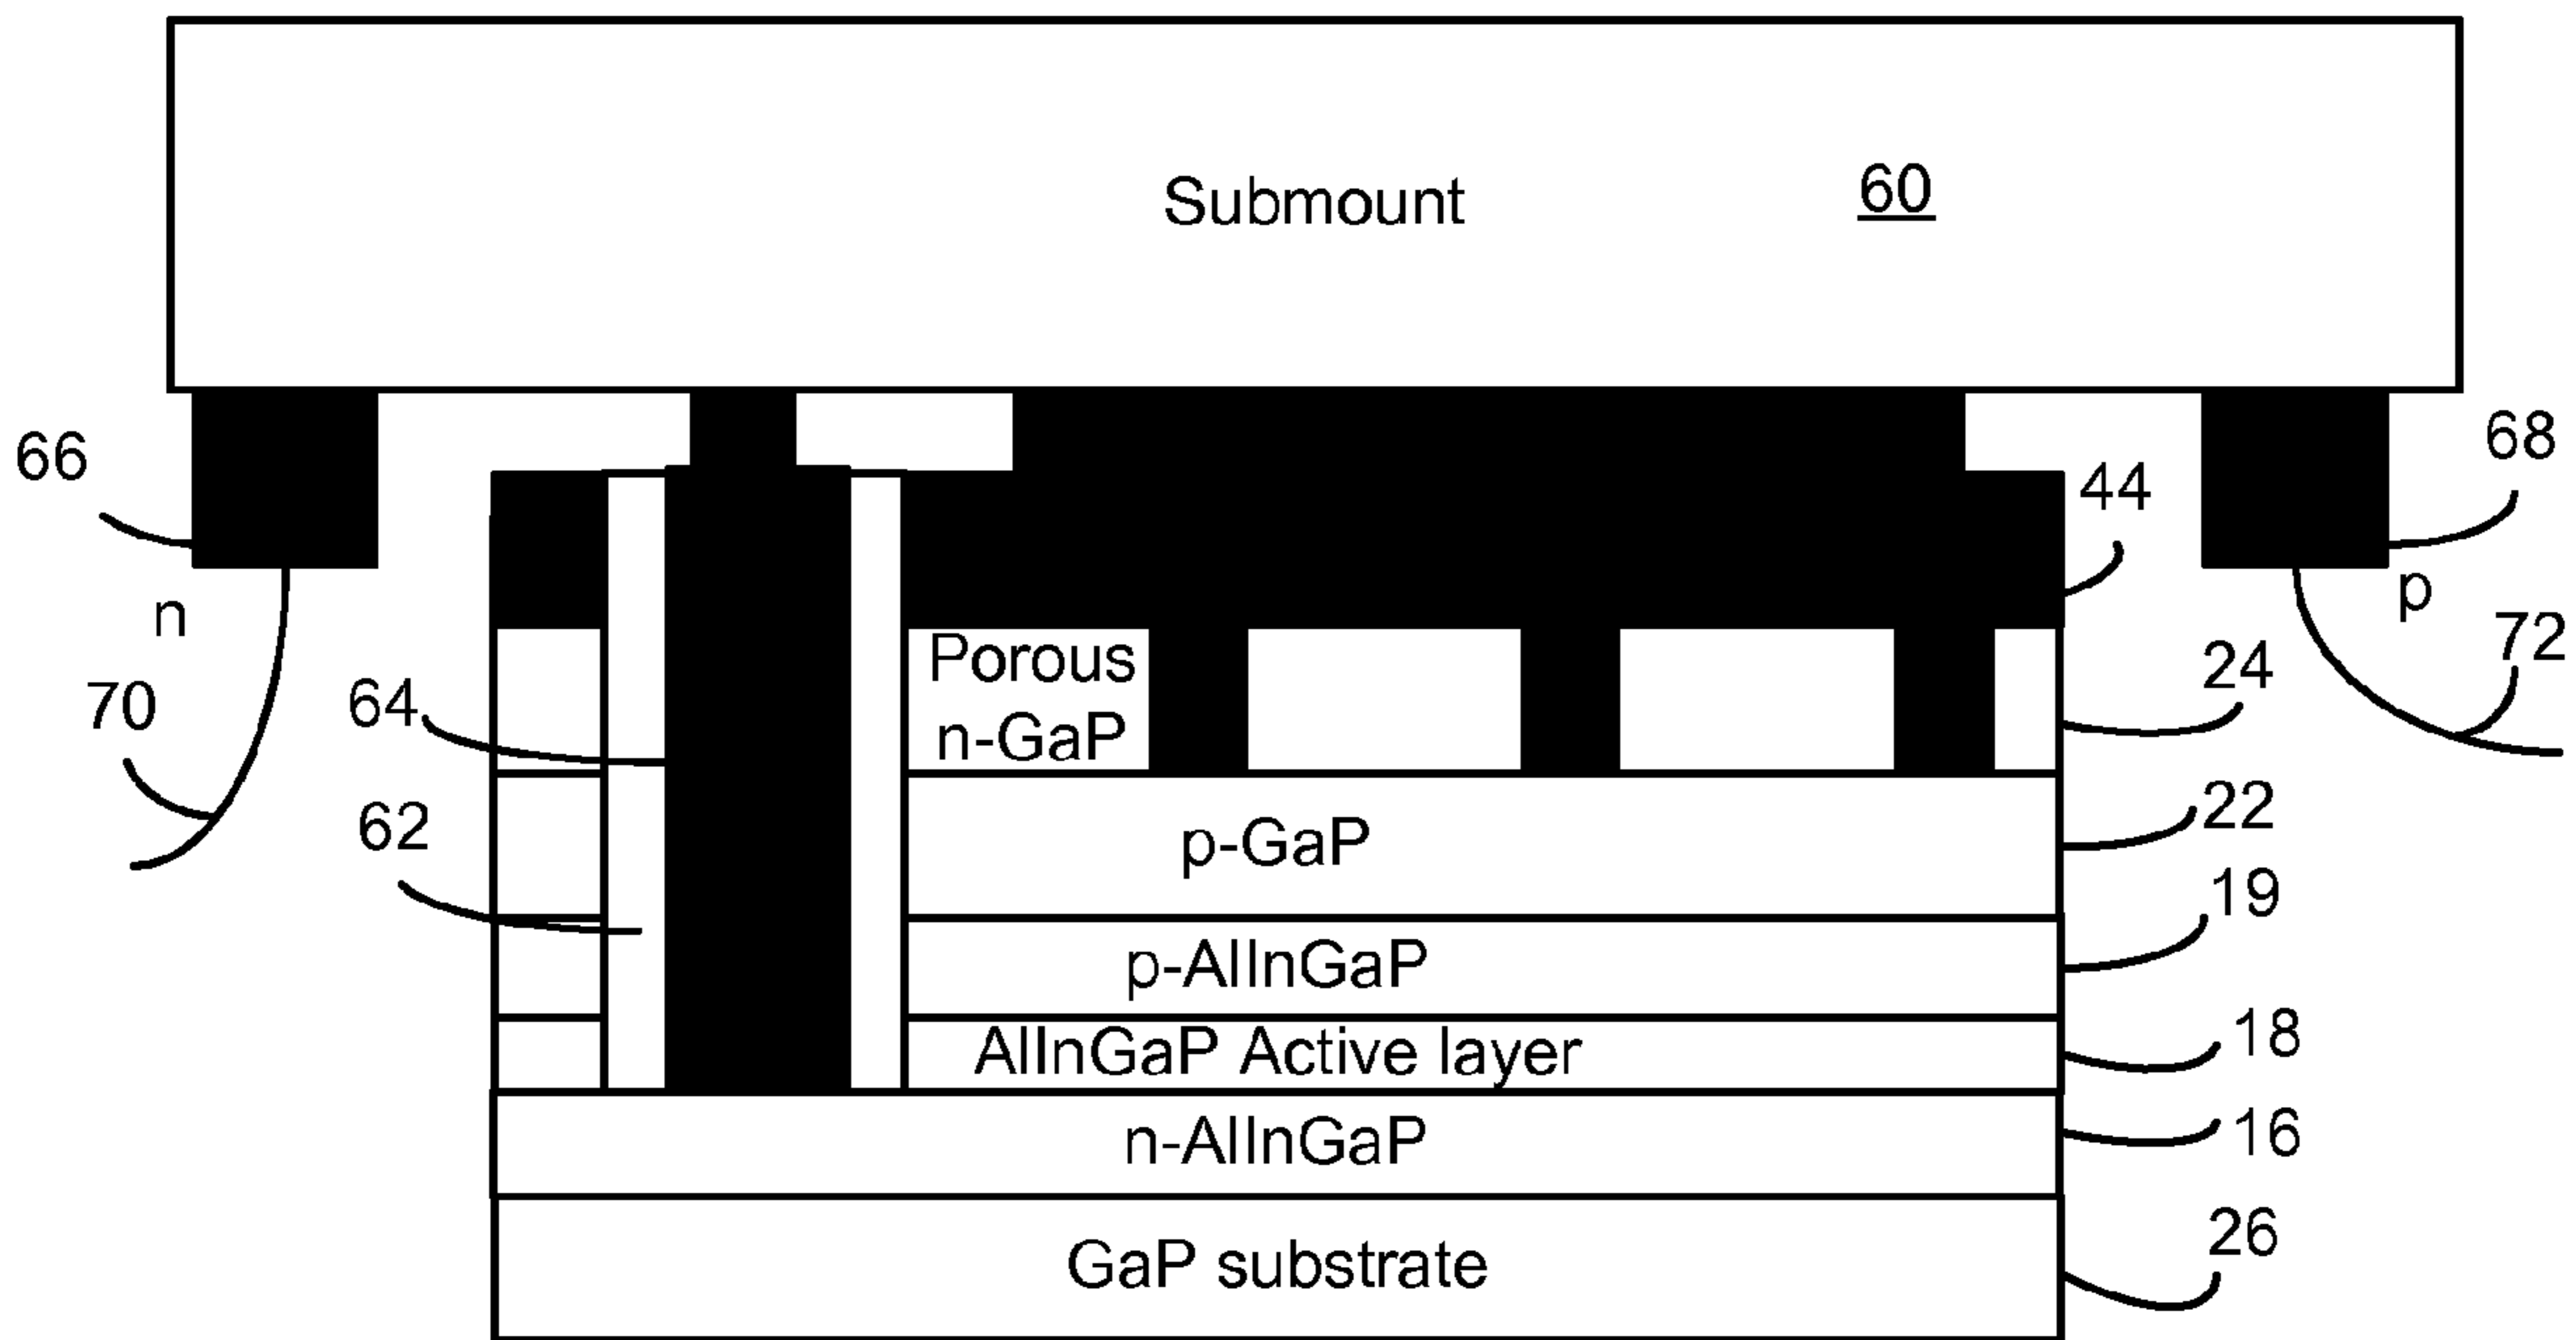 Submount
60
66
68
44
n
p
Porous
n-GaP
64
70
72
24
62
p-GaP
22
p-AlInGaP
19
AlInGaP Active layer
18
n-AlInGaP
16
GaP substrate
26